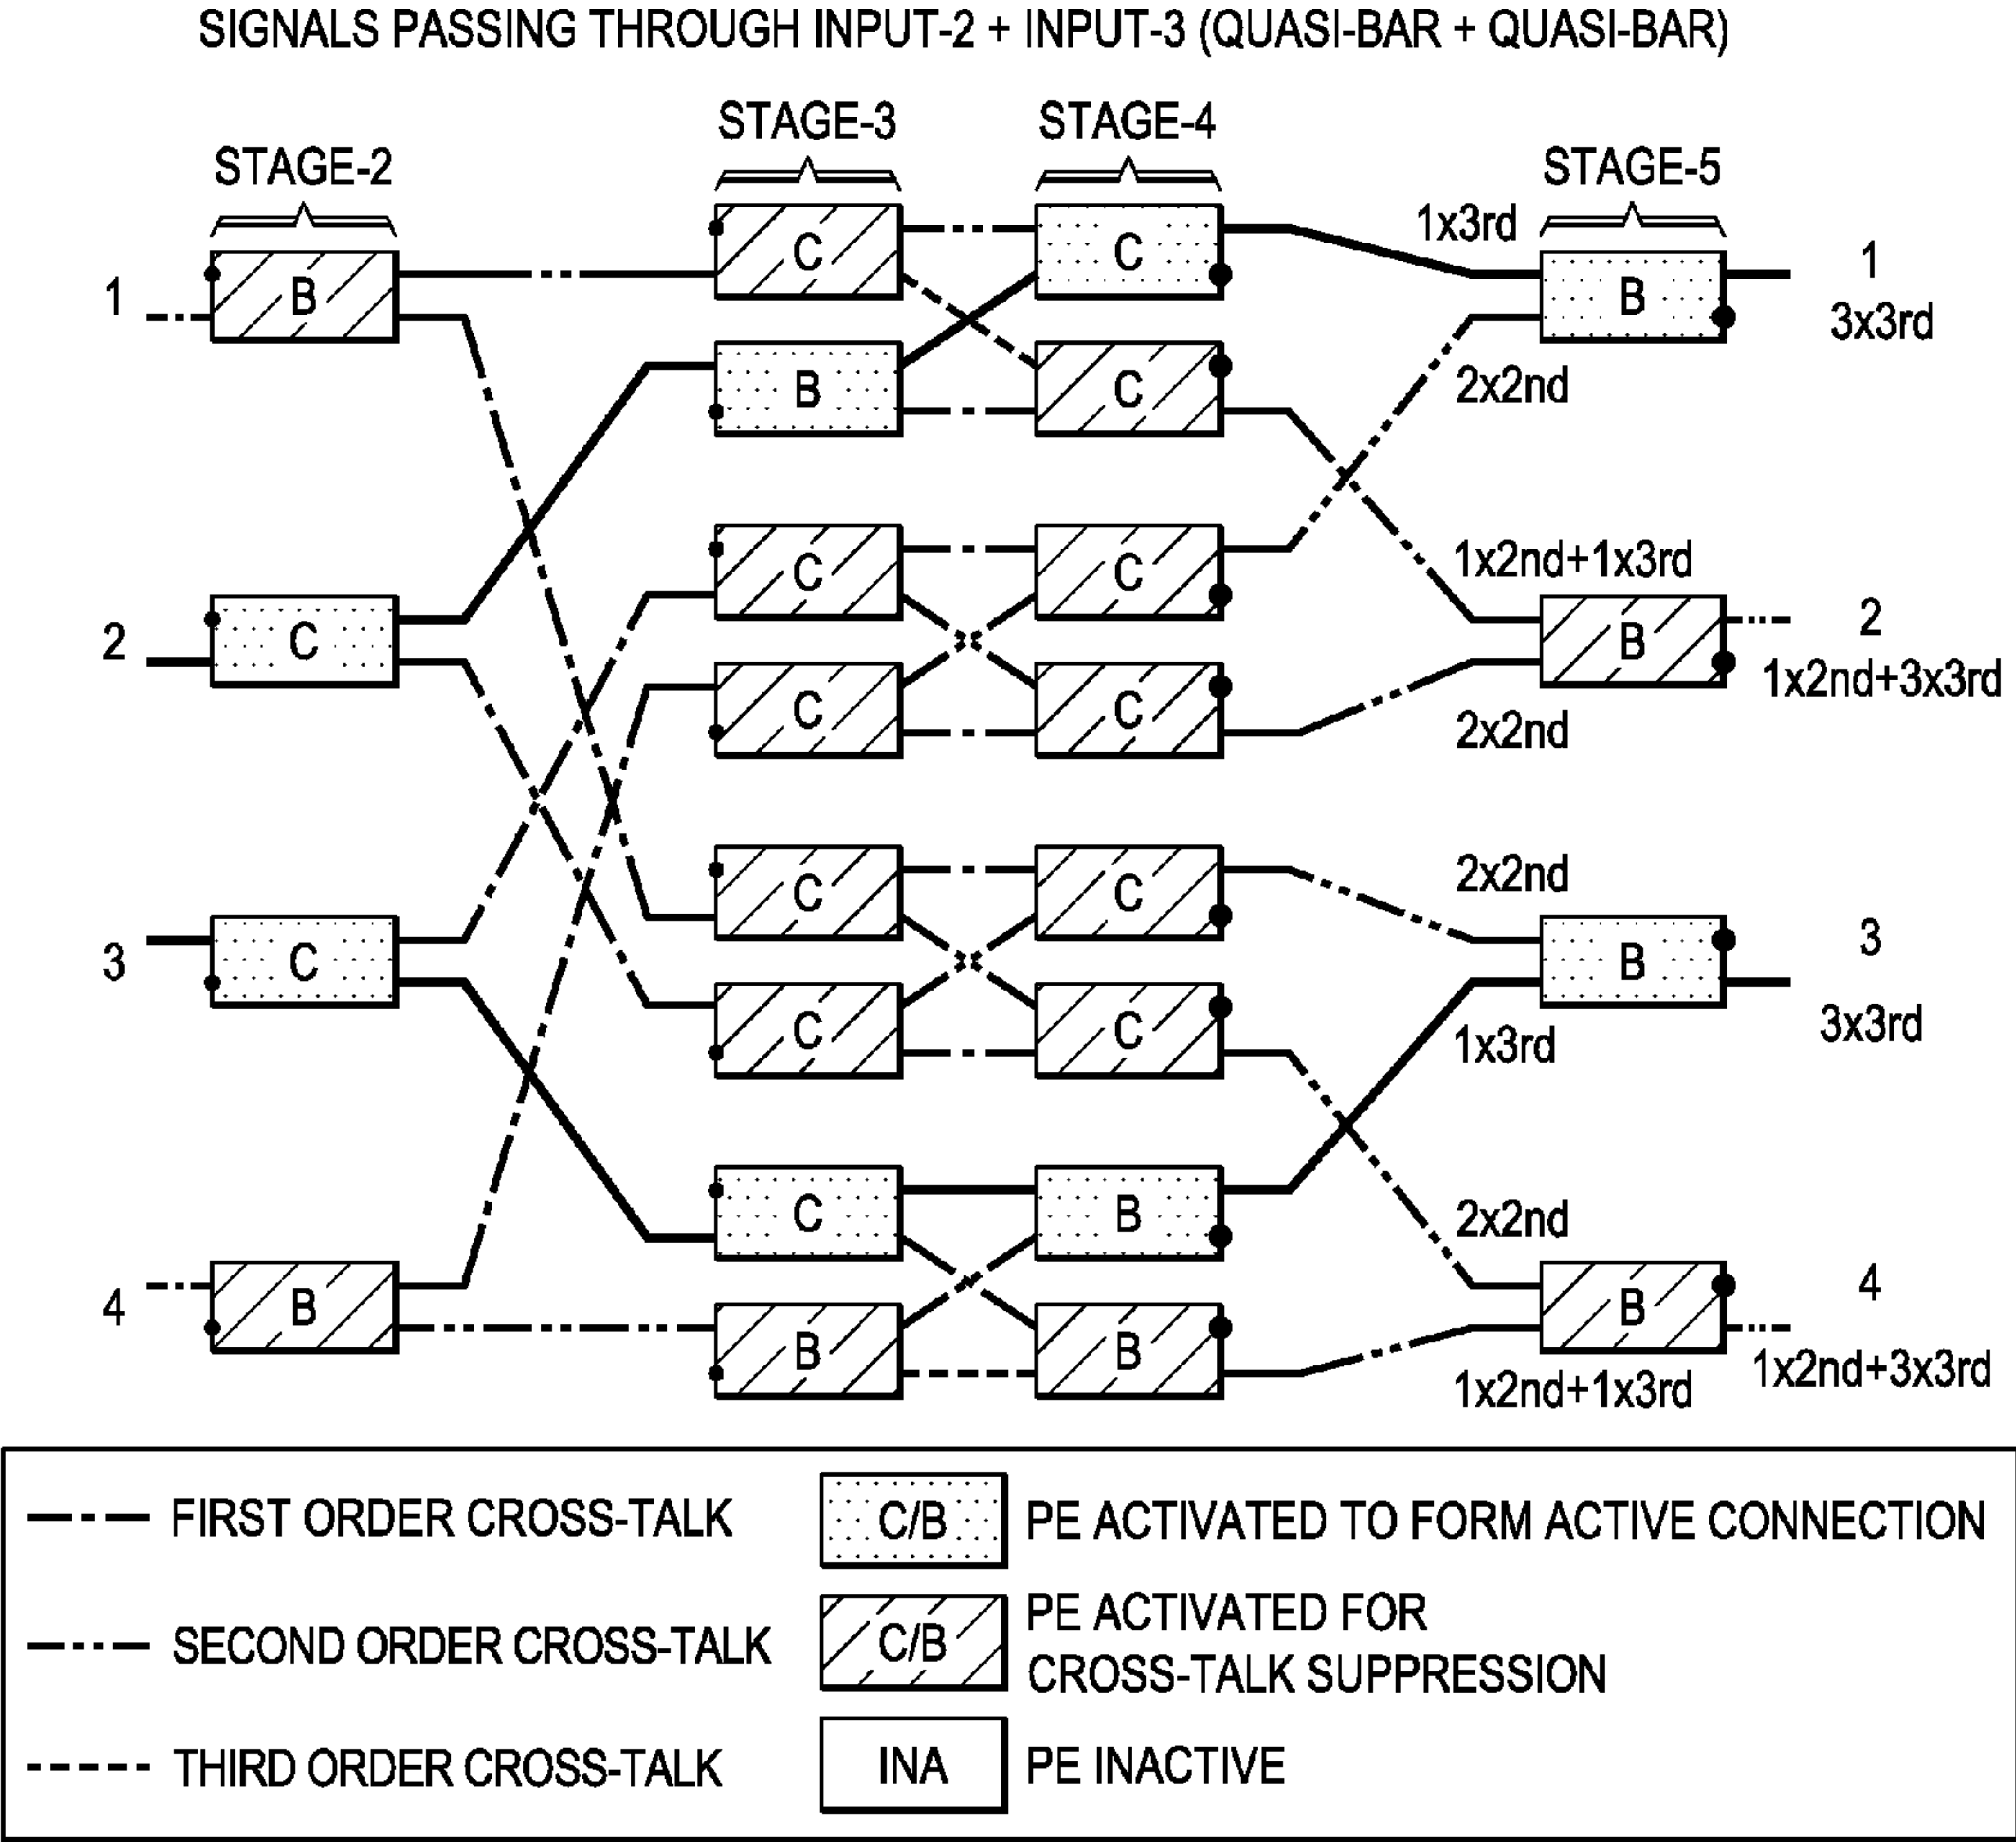 SIGNALS PASSING THROUGH INPUT-2 + INPUT-3 (QUASI-BAR + QUASI-BAR)
STAGE-2
STAGE-3
STAGE-4
STAGE-5
1
B
C
C
1x3rd
B
1
3x3rd
B
C
2x2nd
2
C
C
C
1x2nd+1x3rd
B
2
1x2nd+3x3rd
C
C
2x2nd
3
C
C
C
2x2nd
B
3
3x3rd
C
C
1x3rd
4
B
C
B
2x2nd
B
4
1x2nd+3x3rd
B
B
1x2nd+1x3rd
FIRST ORDER CROSS-TALK
C/B
PE ACTIVATED TO FORM ACTIVE CONNECTION
SECOND ORDER CROSS-TALK
C/B
PE ACTIVATED FOR
CROSS-TALK SUPPRESSION
THIRD ORDER CROSS-TALK
INA
PE INACTIVE